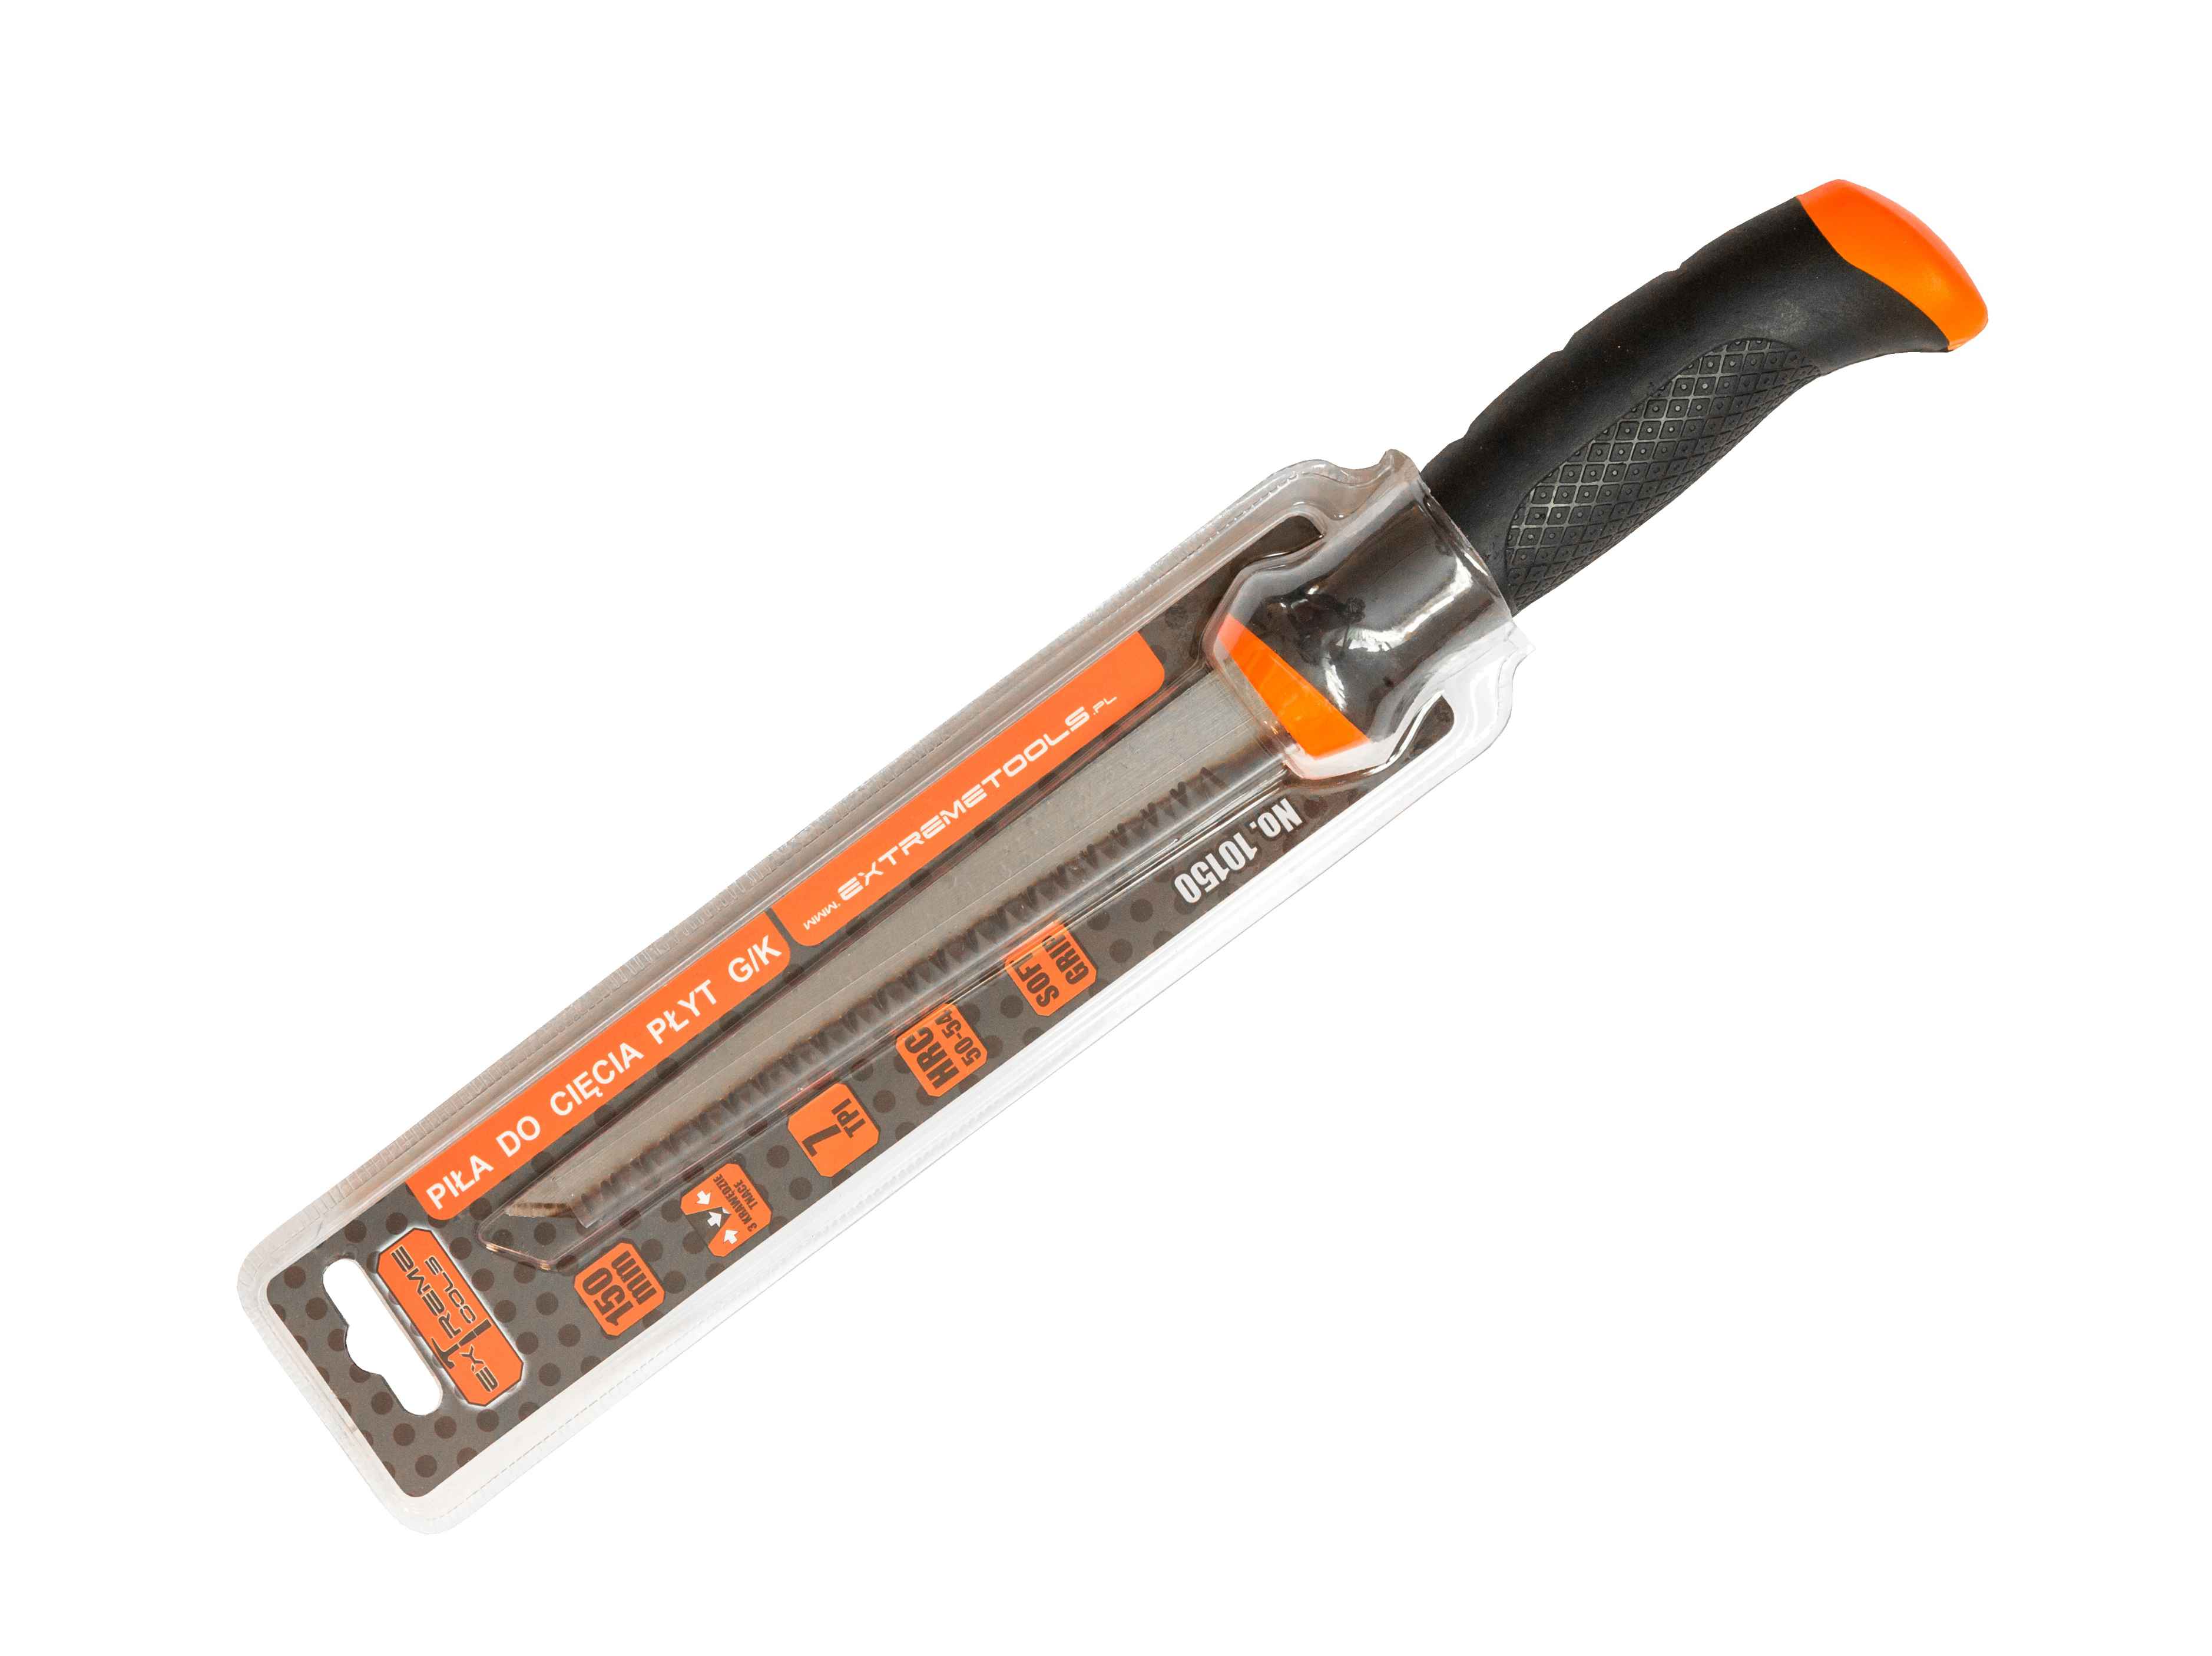 EXTREME
TOOLS
PIŁA DO CIĘCIA PŁYT G/K
www.EXTREMETOOLS.PL
150
mm
3 KRAWĘDZIE
TNĄCE
7
TPI
HRC
50-54
SOFT
GRIP
No. 10150